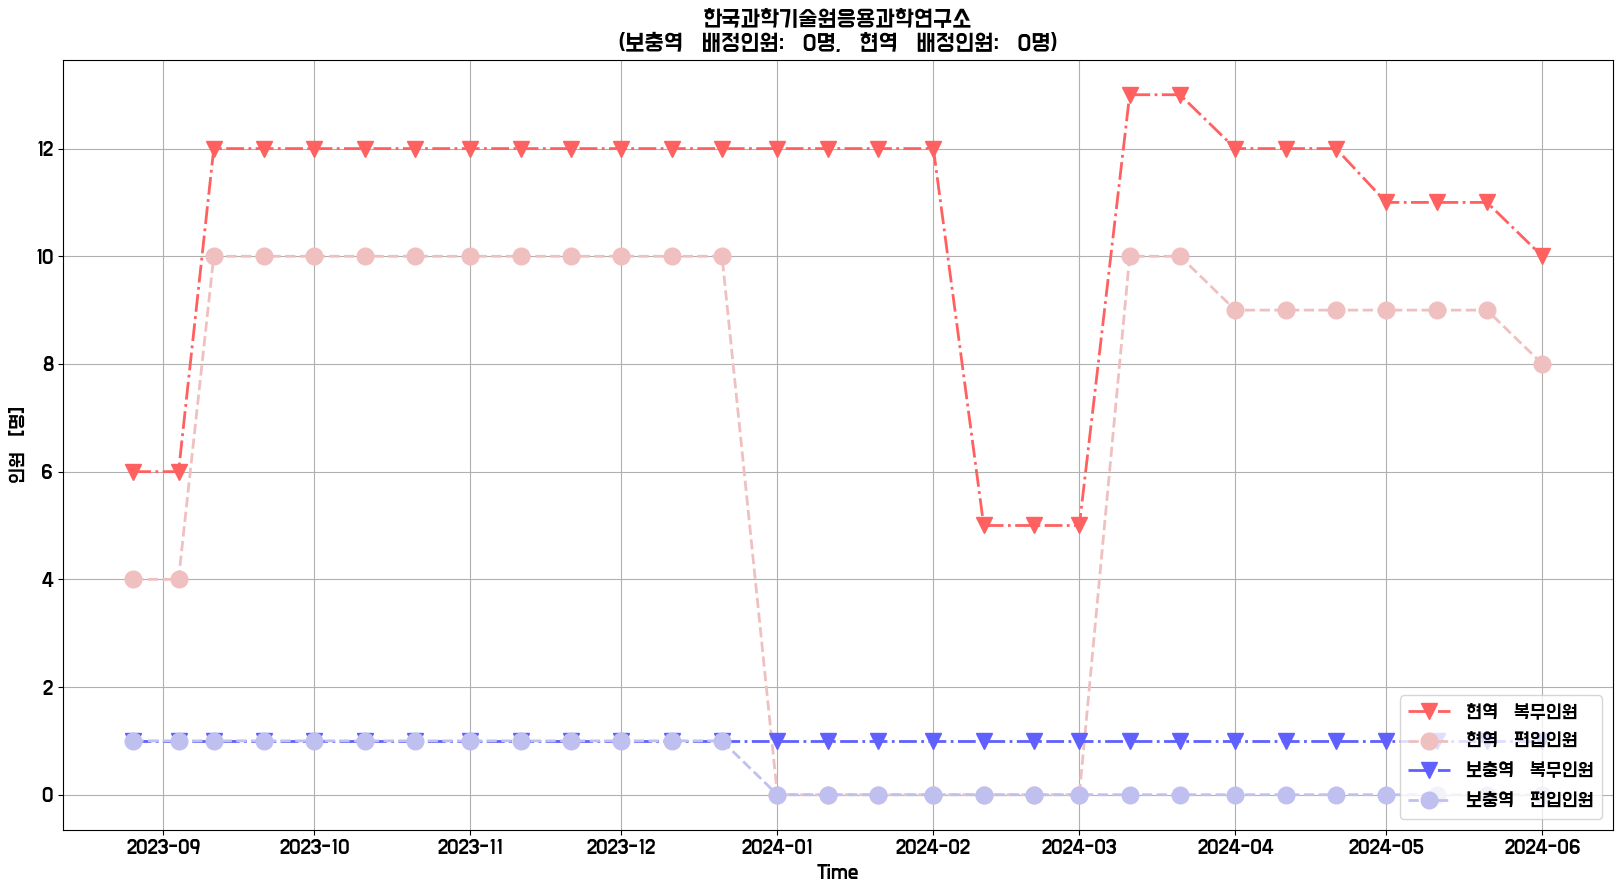 한국과학기술원응용과학연구소
(보충역 배정인원: 0명, 현역 배정인원: 0명)
인원 [명]
12
10
8
6
4
2
0
현역 복무인원
현역 편입인원
보충역 복무인원
보충역 편입인원
2023-09 2023-10 2023-11 2023-12 2024-01 2024-02 2024-03 2024-04 2024-05 2024-06
Time